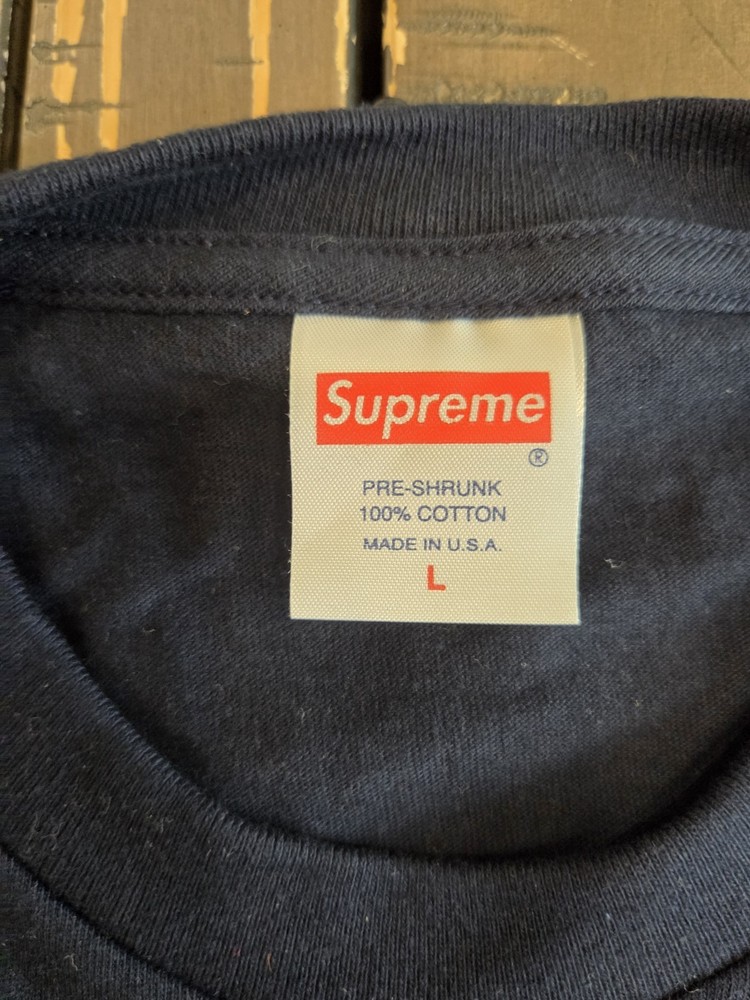 Supreme
®
PRE-SHRUNK
100% COTTON
MADE IN U.S.A.
L